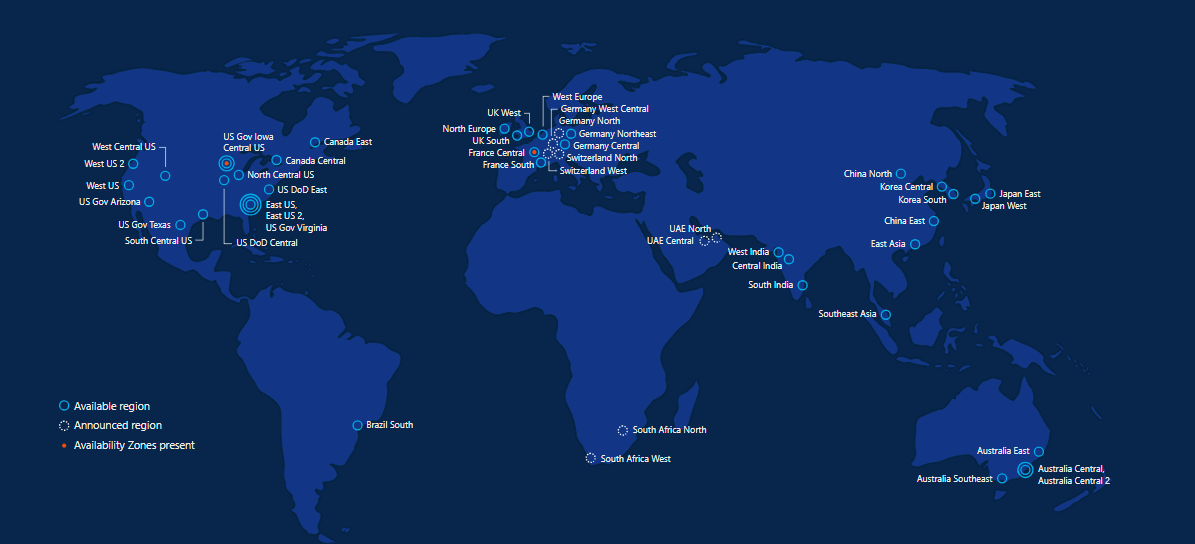 West Europe
UK West
Germany West Central
Germany North
North Europe
Germany Northeast
UK South
Germany Central
France Central
Switzerland North
France South
Switzerland West
US Gov Iowa
Central US
Canada East
West Central US
Canada Central
West US 2
North Central US
West US
US DoD East
US Gov Arizona
East US,
East US 2,
US Gov Virginia
US Gov Texas
South Central US
US DoD Central
China North
Korea Central
Korea South
Japan East
Japan West
China East
East Asia
UAE North
UAE Central
West India
Central India
South India
Southeast Asia
Available region
Announced region
Availability Zones present
Brazil South
South Africa North
South Africa West
Australia East
Australia Central,
Australia Central 2
Australia Southeast